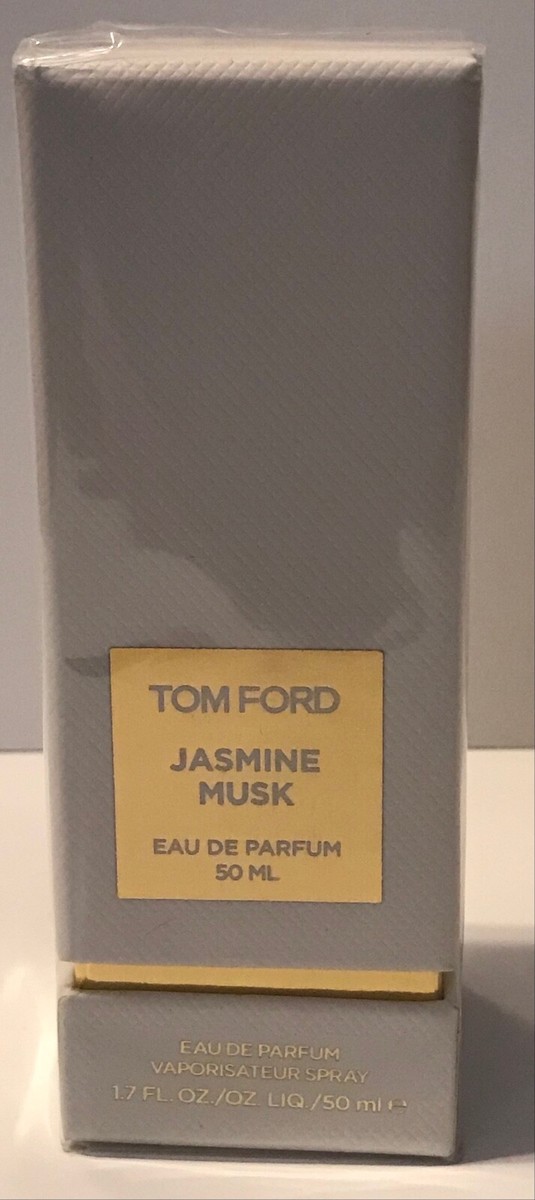 TOM FORD
JASMINE
MUSK
EAU DE PARFUM
50 ML
EAU DE PARFUM
VAPORISATEUR SPRAY
1.7 FL. OZ./OZ. LIQ./50 ml ℮